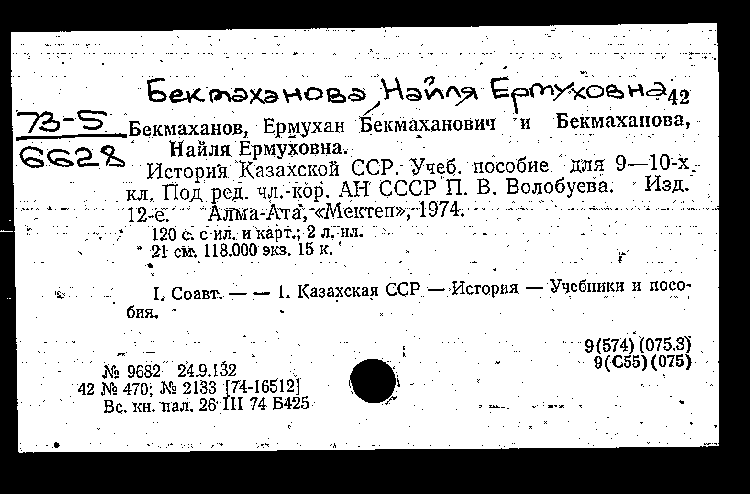 Бекмаханова, Найля Ермуховна
42
73-5
6628
Бекмаханов, Ермухан Бекмаханович и Бекмаханова,
Найля Ермуховна.
История Казахской ССР. Учеб. пособие для 9—10-х.
кл. Под ред. чл.-кор. АН СССР П. В. Волобуева. Изд.
12-е. Алма-Ата, «Мектеп», 1974.
120 с. с ил. и карт.; 2 л. ил.
21 см. 118.000 экз. 15 к.
I. Соавт. — — 1. Казахская ССР — История — Учебники и посо-
бия.
9(574)(075.3)
9(С55)(075)
№ 9682 24.9.132
42 № 470; № 2133 [74-16512]
Вс. кн. пал. 26 III 74 Б425